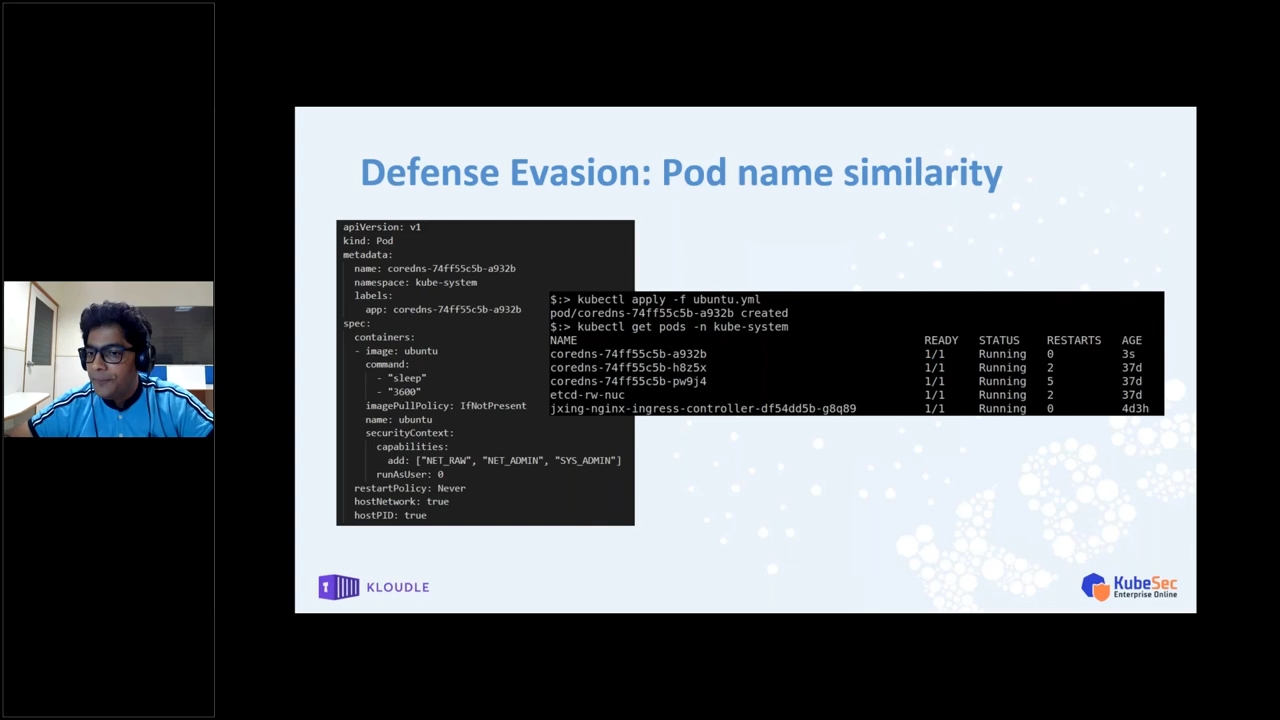 Defense Evasion: Pod name similarity
apiVersion: v1
kind: Pod
metadata:
name: coredns-74ff55c5b-a932b
namespace: kube-system
labels:
app: coredns-74ff55c5b-a932b
spec:
containers:
- image: ubuntu
command:
- "sleep"
- "3600"
imagePullPolicy: IfNotPresent
name: ubuntu
securityContext:
capabilities:
add: ["NET_RAW", "NET_ADMIN", "SYS_ADMIN"]
runAsUser: 0
restartPolicy: Never
hostNetwork: true
hostPID: true
$:> kubectl apply -f ubuntu.yml
pod/coredns-74ff55c5b-a932b created
$:> kubectl get pods -n kube-system
NAME READY STATUS RESTARTS AGE
coredns-74ff55c5b-a932b 1/1 Running 0 3s
coredns-74ff55c5b-h8z5x 1/1 Running 2 37d
coredns-74ff55c5b-pw9j4 1/1 Running 5 37d
etcd-rw-nuc 1/1 Running 2 37d
jxing-nginx-ingress-controller-df54dd5b-g8q89 1/1 Running 0 4d3h
KLOUDLE
KubeSec
Enterprise Online